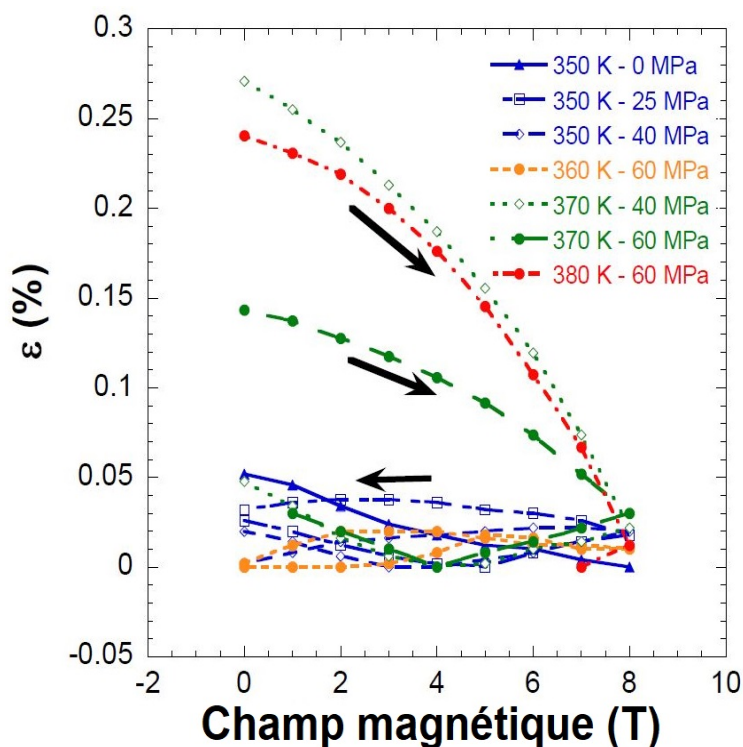 0.3
0.25
0.2
0.15
0.1
0.05
0
-0.05
ε (%)
350 K - 0 MPa
350 K - 25 MPa
350 K - 40 MPa
360 K - 60 MPa
370 K - 40 MPa
370 K - 60 MPa
380 K - 60 MPa
-2 0 2 4 6 8 10
Champ magnétique (T)